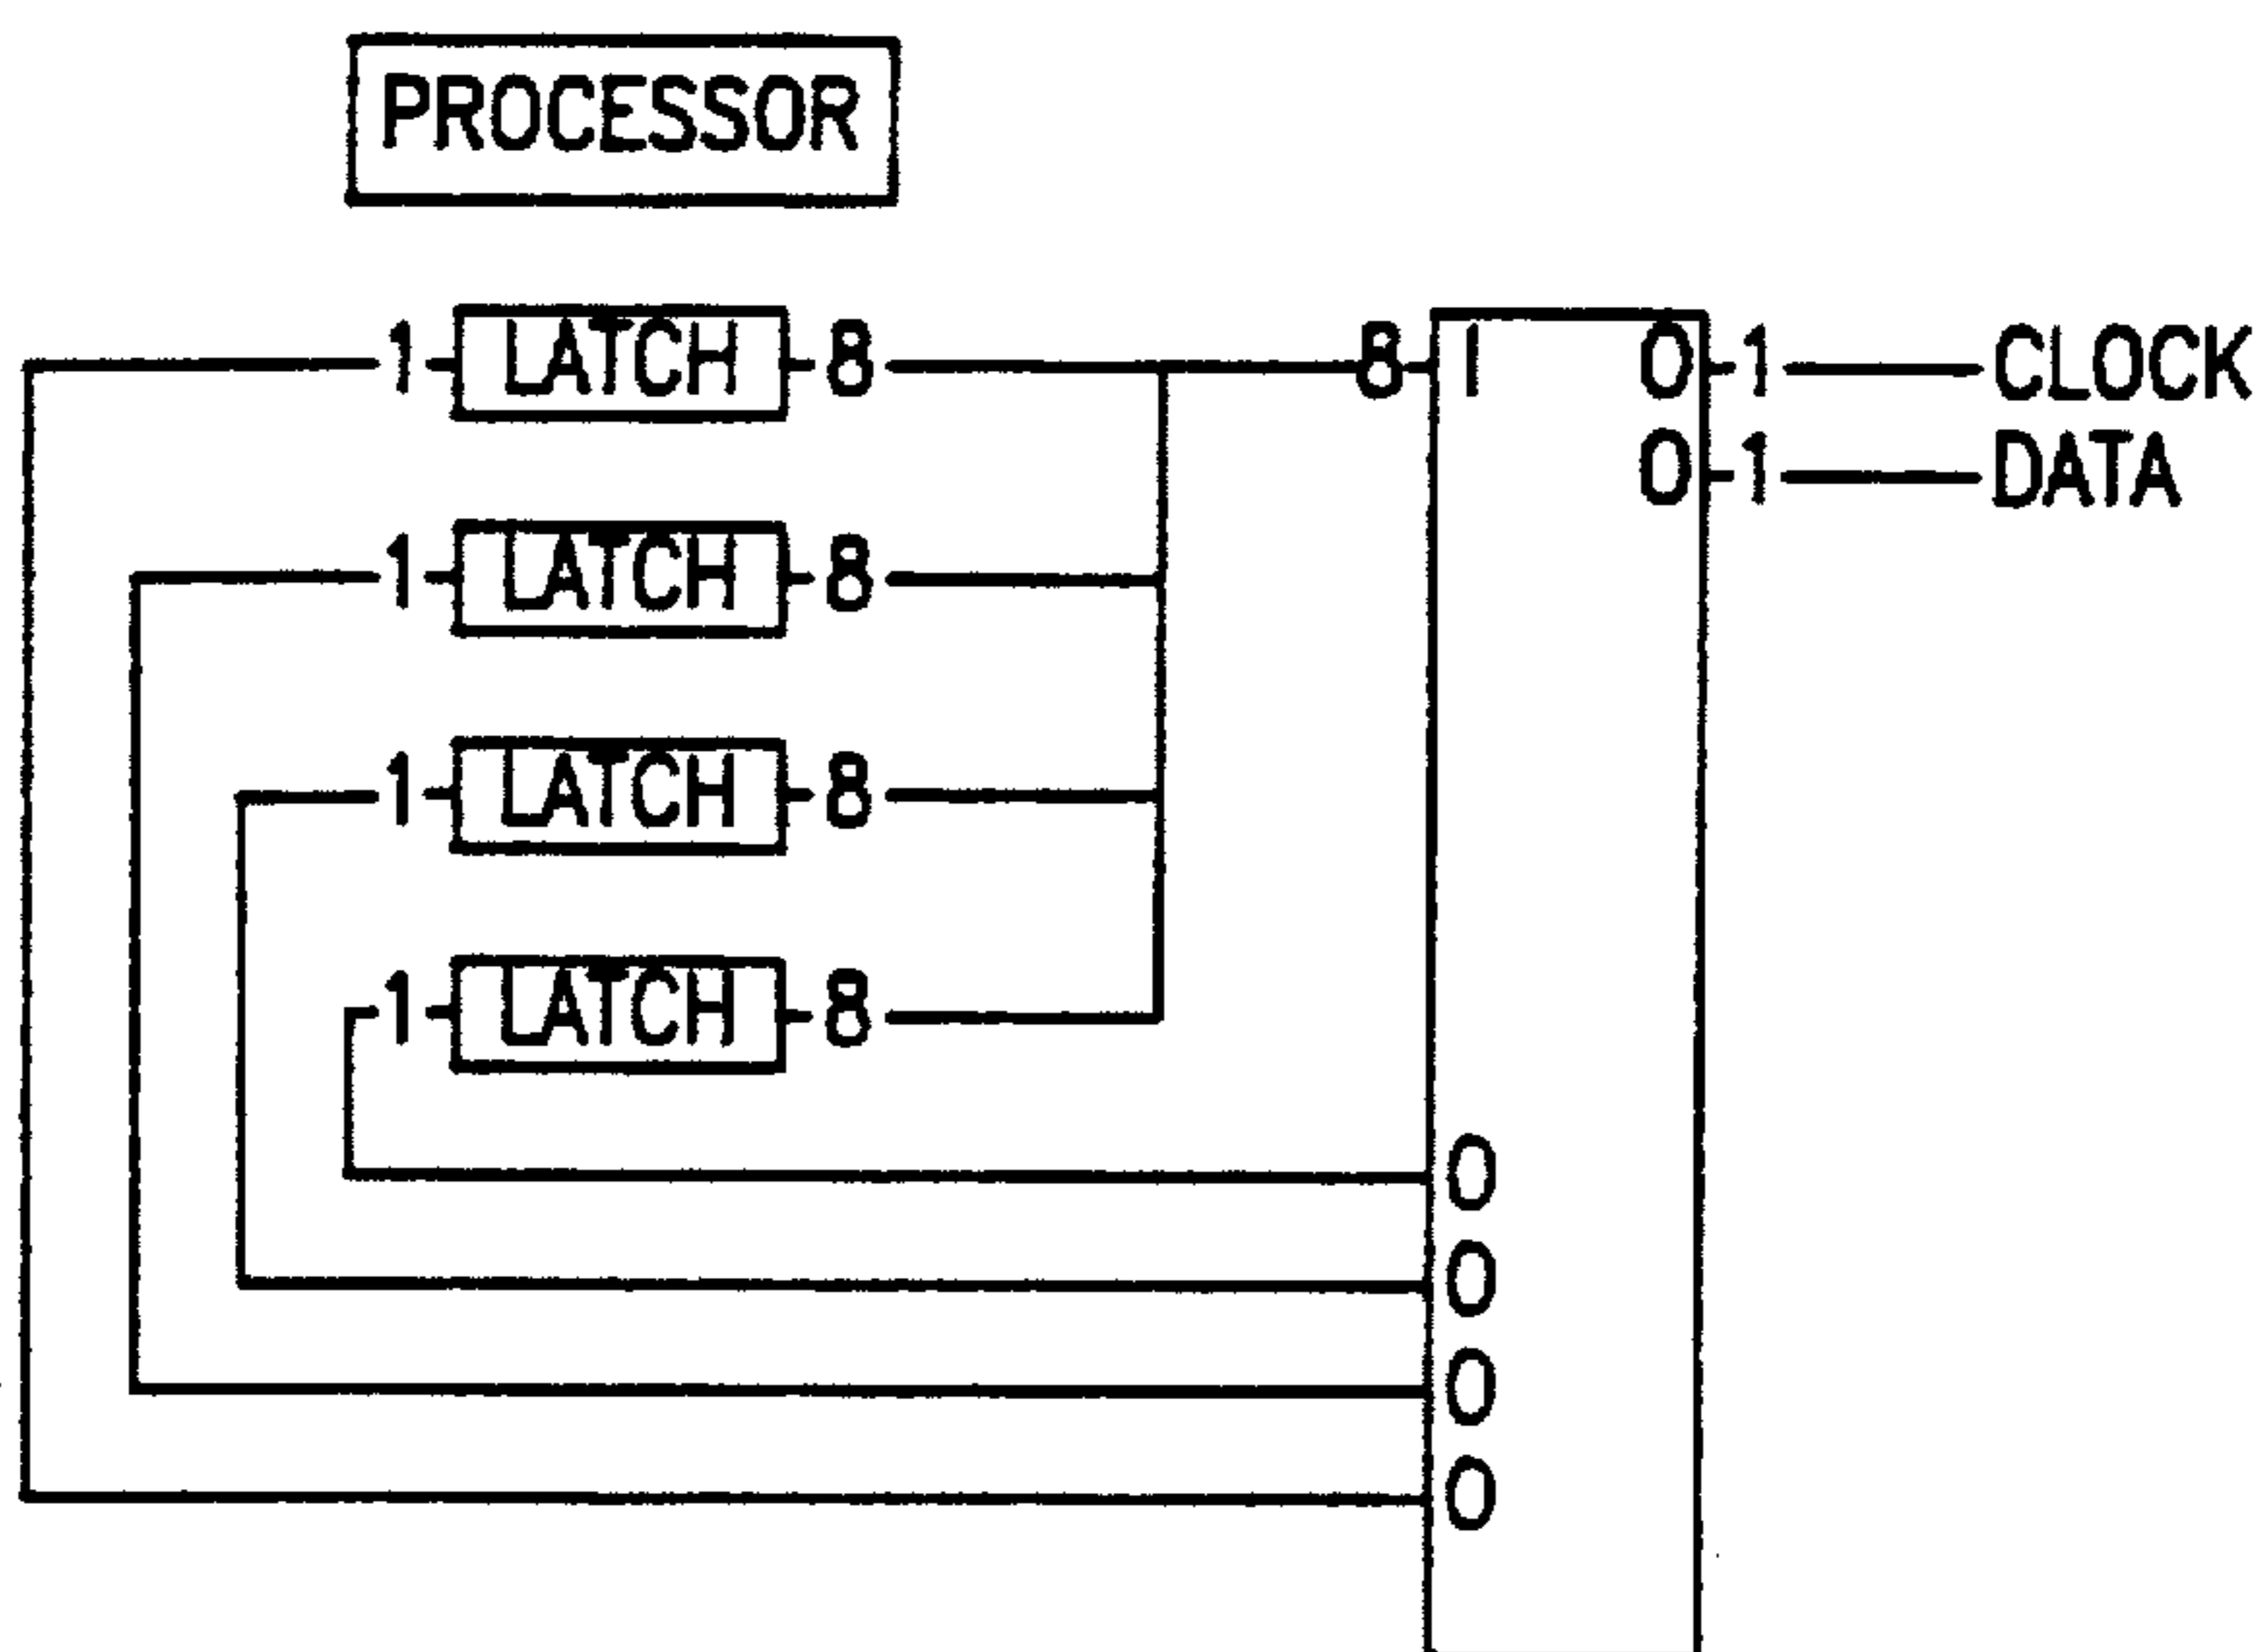 PROCESSOR
1 LATCH 8 8 I O 1 CLOCK
O 1 DATA
1 LATCH 8
1 LATCH 8
1 LATCH 8
O
O
O
O